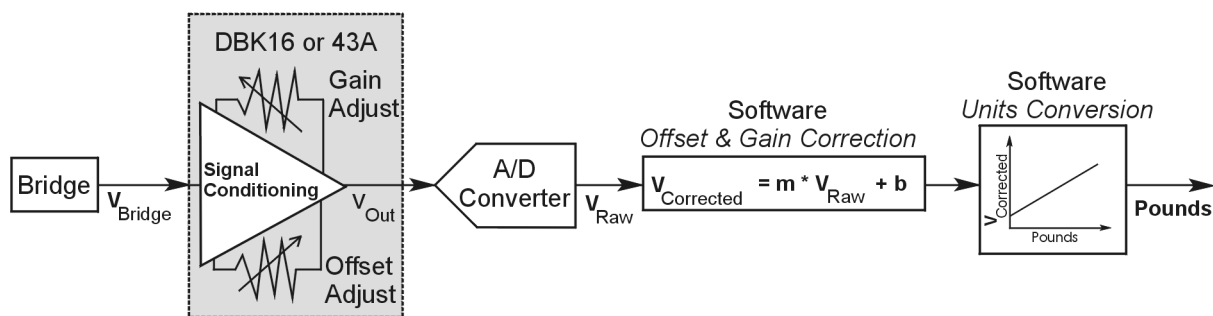 DBK16 or 43A
Gain
Adjust
Signal
Conditioning
Offset
Adjust
Bridge
VBridge
VOut
A/D
Converter
VRaw
Software
Offset & Gain Correction
VCorrected = m * VRaw + b
Software
Units Conversion
VCorrected
Pounds
Pounds